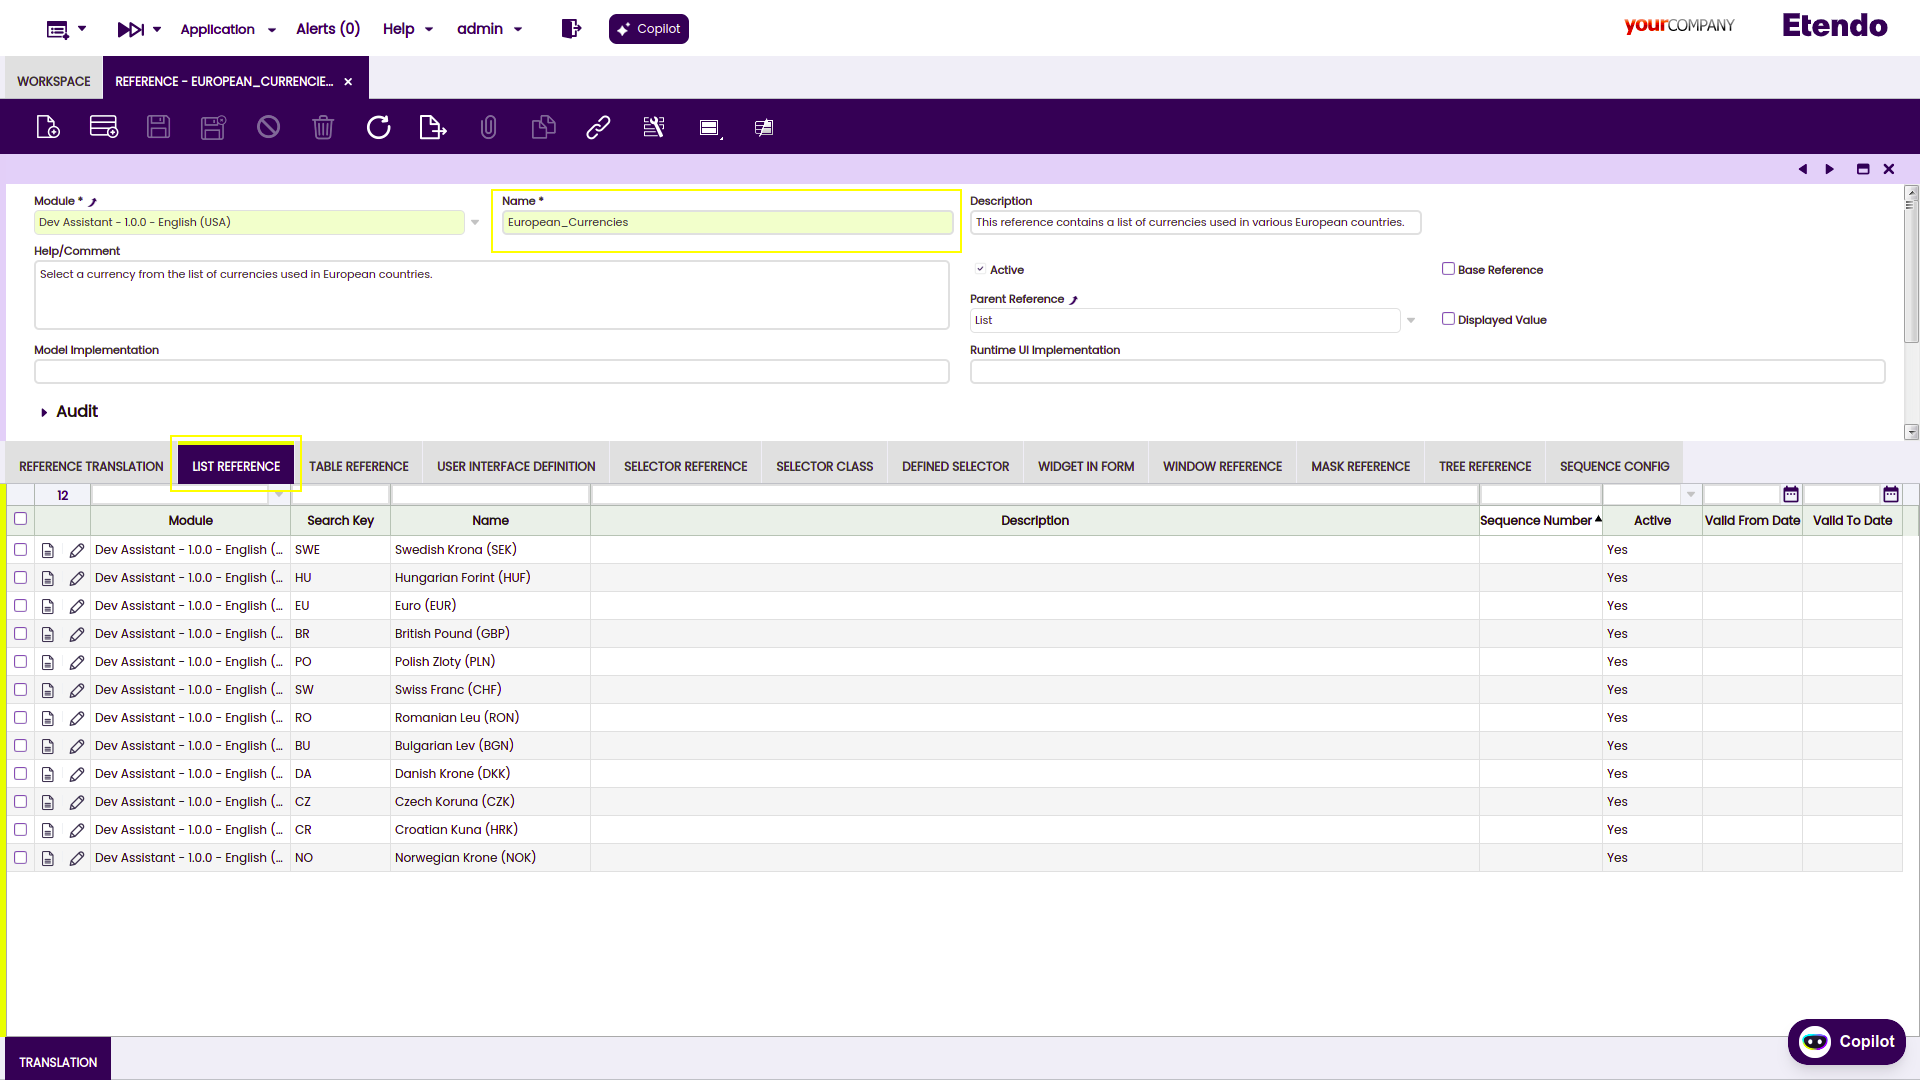 Application Alerts (0) Help admin Copilot yourCOMPANY Etendo
WORKSPACE REFERENCE - EUROPEAN_CURRENCIE...
Module * Name * Description
Dev Assistant - 1.0.0 - English (USA) European_Currencies This reference contains a list of currencies used in various European countries.
Help/Comment
Select a currency from the list of currencies used in European countries.
Active Base Reference
Parent Reference
List Displayed Value
Model Implementation Runtime UI Implementation
Audit
REFERENCE TRANSLATION LIST REFERENCE TABLE REFERENCE USER INTERFACE DEFINITION SELECTOR REFERENCE SELECTOR CLASS DEFINED SELECTOR WIDGET IN FORM WINDOW REFERENCE MASK REFERENCE TREE REFERENCE SEQUENCE CONFIG
12
Module Search Key Name Description Sequence Number Active Valid From Date Valid To Date
Dev Assistant - 1.0.0 - English (... SWE Swedish Krona (SEK) Yes
Dev Assistant - 1.0.0 - English (... HU Hungarian Forint (HUF) Yes
Dev Assistant - 1.0.0 - English (... EU Euro (EUR) Yes
Dev Assistant - 1.0.0 - English (... BR British Pound (GBP) Yes
Dev Assistant - 1.0.0 - English (... PO Polish Zloty (PLN) Yes
Dev Assistant - 1.0.0 - English (... SW Swiss Franc (CHF) Yes
Dev Assistant - 1.0.0 - English (... RO Romanian Leu (RON) Yes
Dev Assistant - 1.0.0 - English (... BU Bulgarian Lev (BGN) Yes
Dev Assistant - 1.0.0 - English (... DA Danish Krone (DKK) Yes
Dev Assistant - 1.0.0 - English (... CZ Czech Koruna (CZK) Yes
Dev Assistant - 1.0.0 - English (... CR Croatian Kuna (HRK) Yes
Dev Assistant - 1.0.0 - English (... NO Norwegian Krone (NOK) Yes
Copilot
TRANSLATION